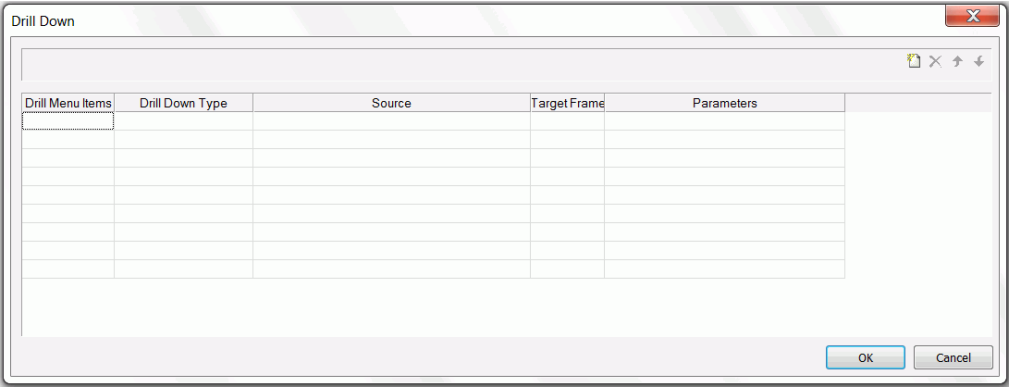 Drill Down
Drill Menu Items Drill Down Type Source Target Frame Parameters
OK Cancel